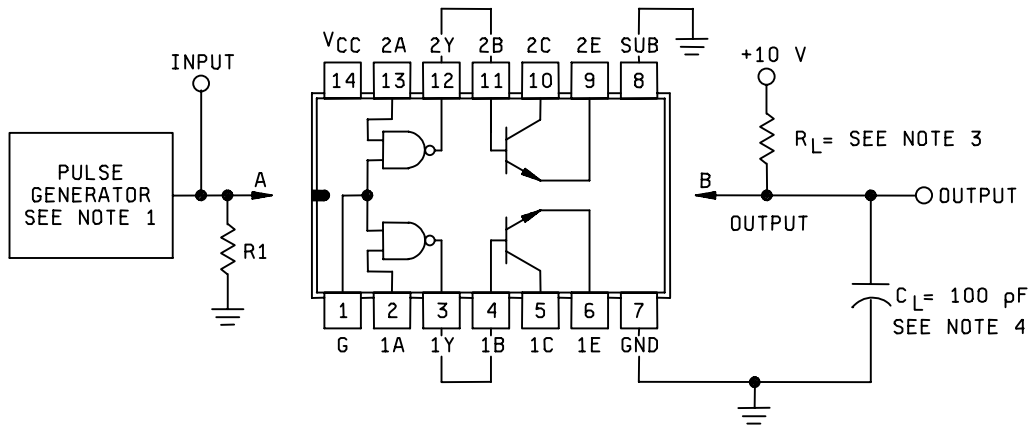 VCC 2A 2Y 2B 2C 2E SUB
14 13 12 11 10 9 8
INPUT
+10 V
PULSE
GENERATOR
SEE NOTE 1
A
R1
B
OUTPUT
RL= SEE NOTE 3
OUTPUT
CL= 100 pF
SEE NOTE 4
1 2 3 4 5 6 7
G 1A 1Y 1B 1C 1E GND